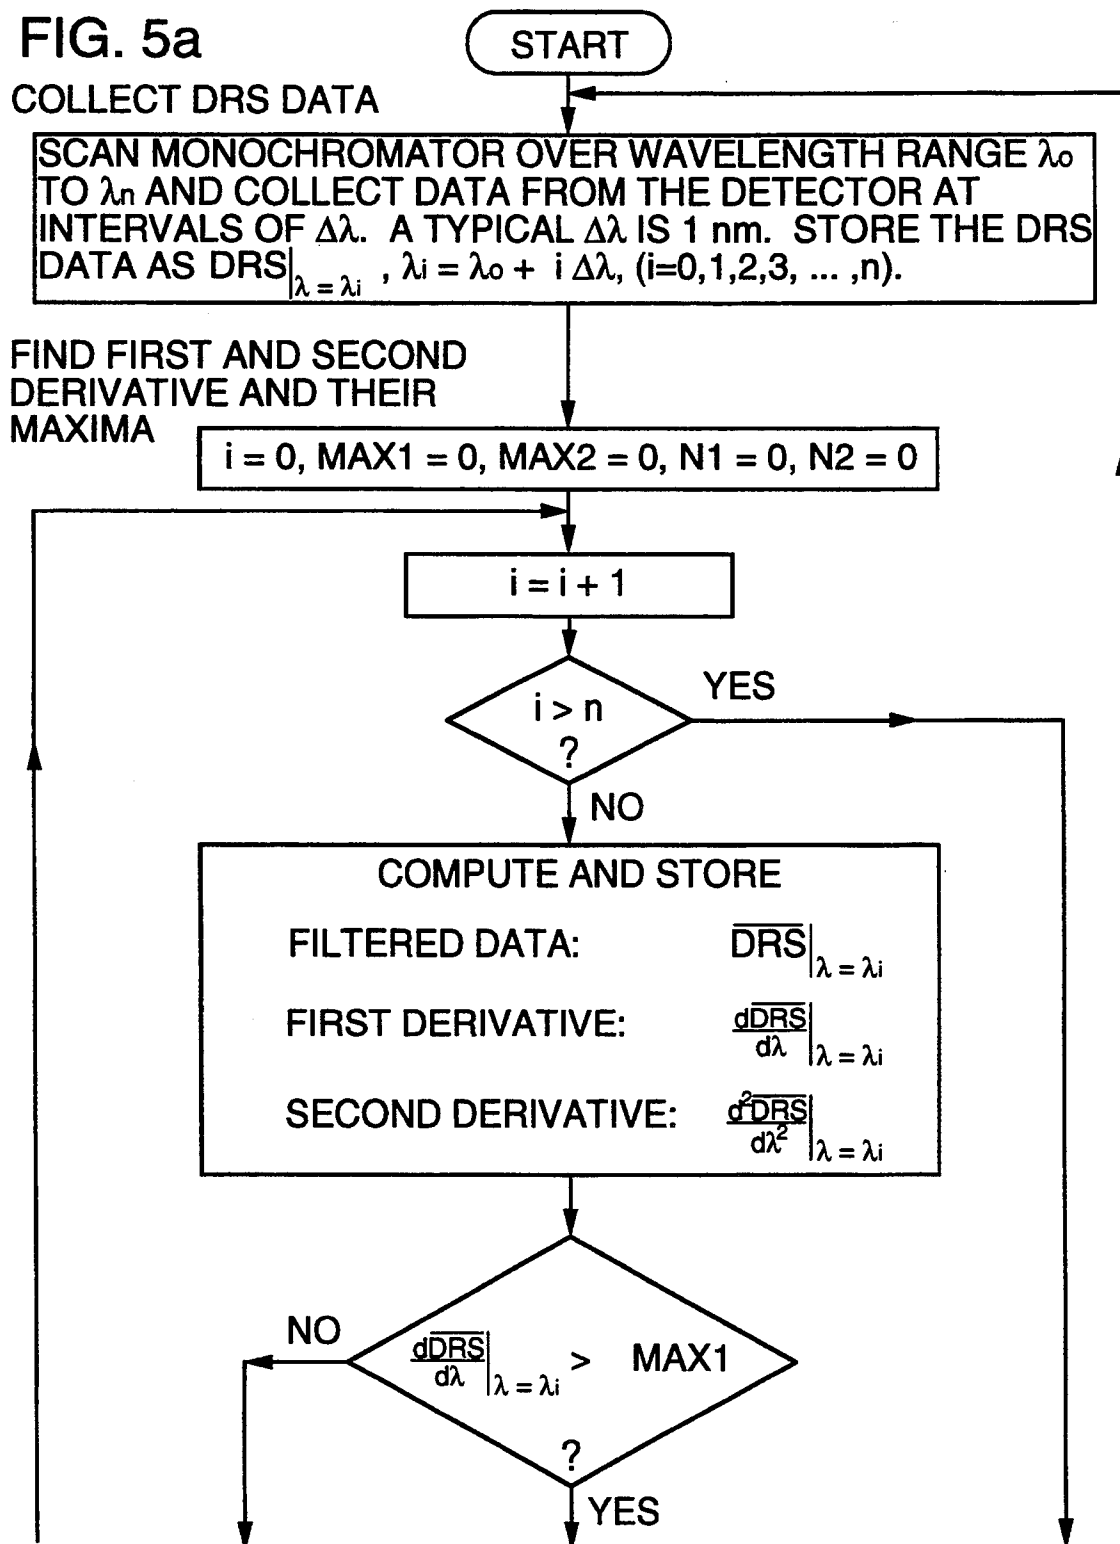 FIG. 5a
START
COLLECT DRS DATA
SCAN MONOCHROMATOR OVER WAVELENGTH RANGE λo
TO λn AND COLLECT DATA FROM THE DETECTOR AT
INTERVALS OF Δλ. A TYPICAL Δλ IS 1 nm. STORE THE DRS
DATA AS DRS|λ = λi , λi = λo + i Δλ, (i=0,1,2,3, ... ,n).
FIND FIRST AND SECOND
DERIVATIVE AND THEIR
MAXIMA
i = 0, MAX1 = 0, MAX2 = 0, N1 = 0, N2 = 0
i = i + 1
i > n
?
YES
NO
COMPUTE AND STORE
FILTERED DATA: D̅R̅S̅|λ = λi
FIRST DERIVATIVE: dD̅R̅S̅/dλ|λ = λi
SECOND DERIVATIVE: d²D̅R̅S̅/dλ²|λ = λi
NO
dD̅R̅S̅/dλ|λ = λi > MAX1
?
YES